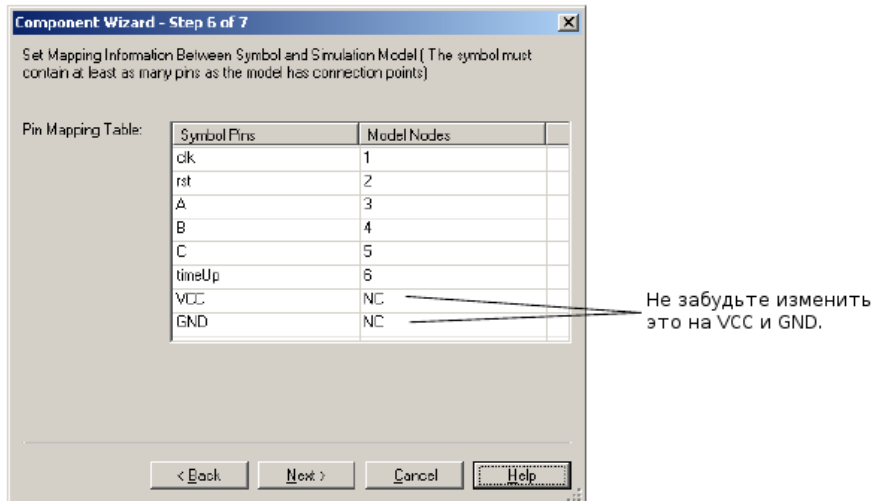 Component Wizard - Step 6 of 7
Set Mapping Information Between Symbol and Simulation Model ( The symbol must
contain at least as many pins as the model has connection points)
Pin Mapping Table:
Symbol Pins Model Nodes
clk 1
rst 2
A 3
B 4
C 5
timeUp 6
VCC NC
GND NC
Не забудьте изменить
это на VCC и GND.
< Back Next > Cancel Help